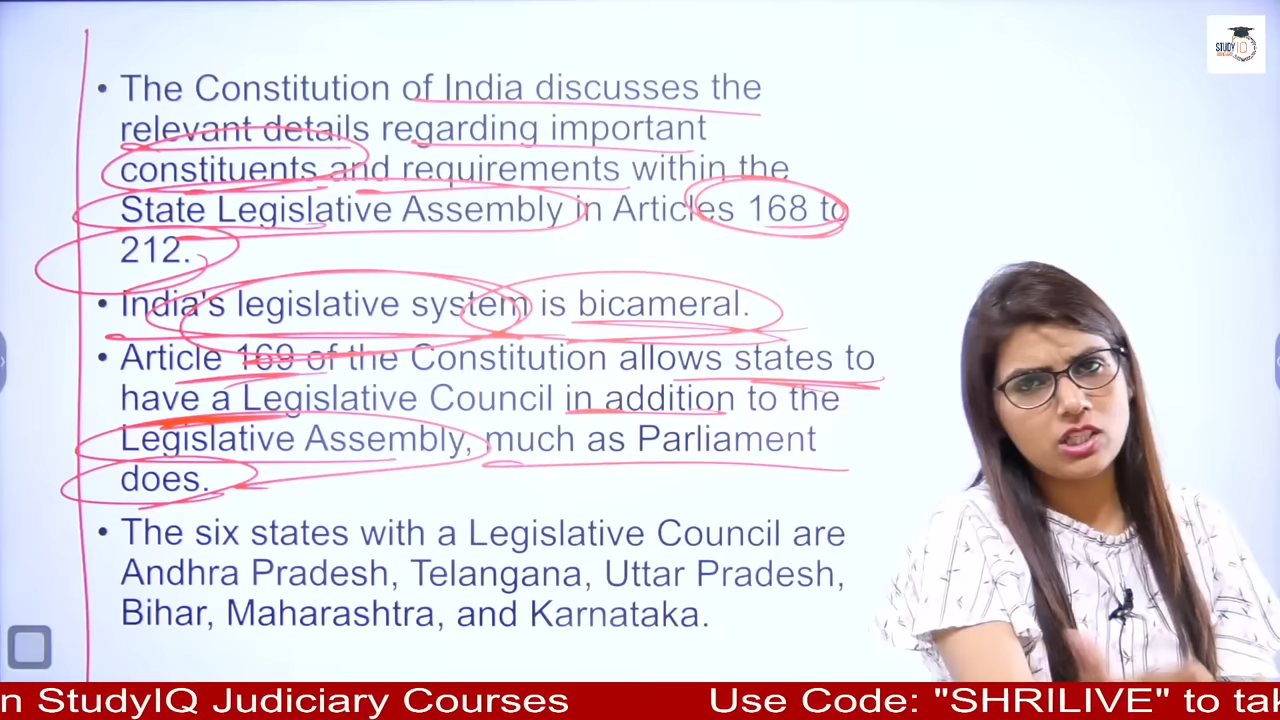 STUDY IQ
• The Constitution of India discusses the
relevant details regarding important
constituents and requirements within the
State Legislative Assembly in Articles 168 to
212.
• India's legislative system is bicameral.
• Article 169 of the Constitution allows states to
have a Legislative Council in addition to the
Legislative Assembly, much as Parliament
does.
• The six states with a Legislative Council are
Andhra Pradesh, Telangana, Uttar Pradesh,
Bihar, Maharashtra, and Karnataka.
n StudyIQ Judiciary Courses Use Code: "SHRILIVE" to tak